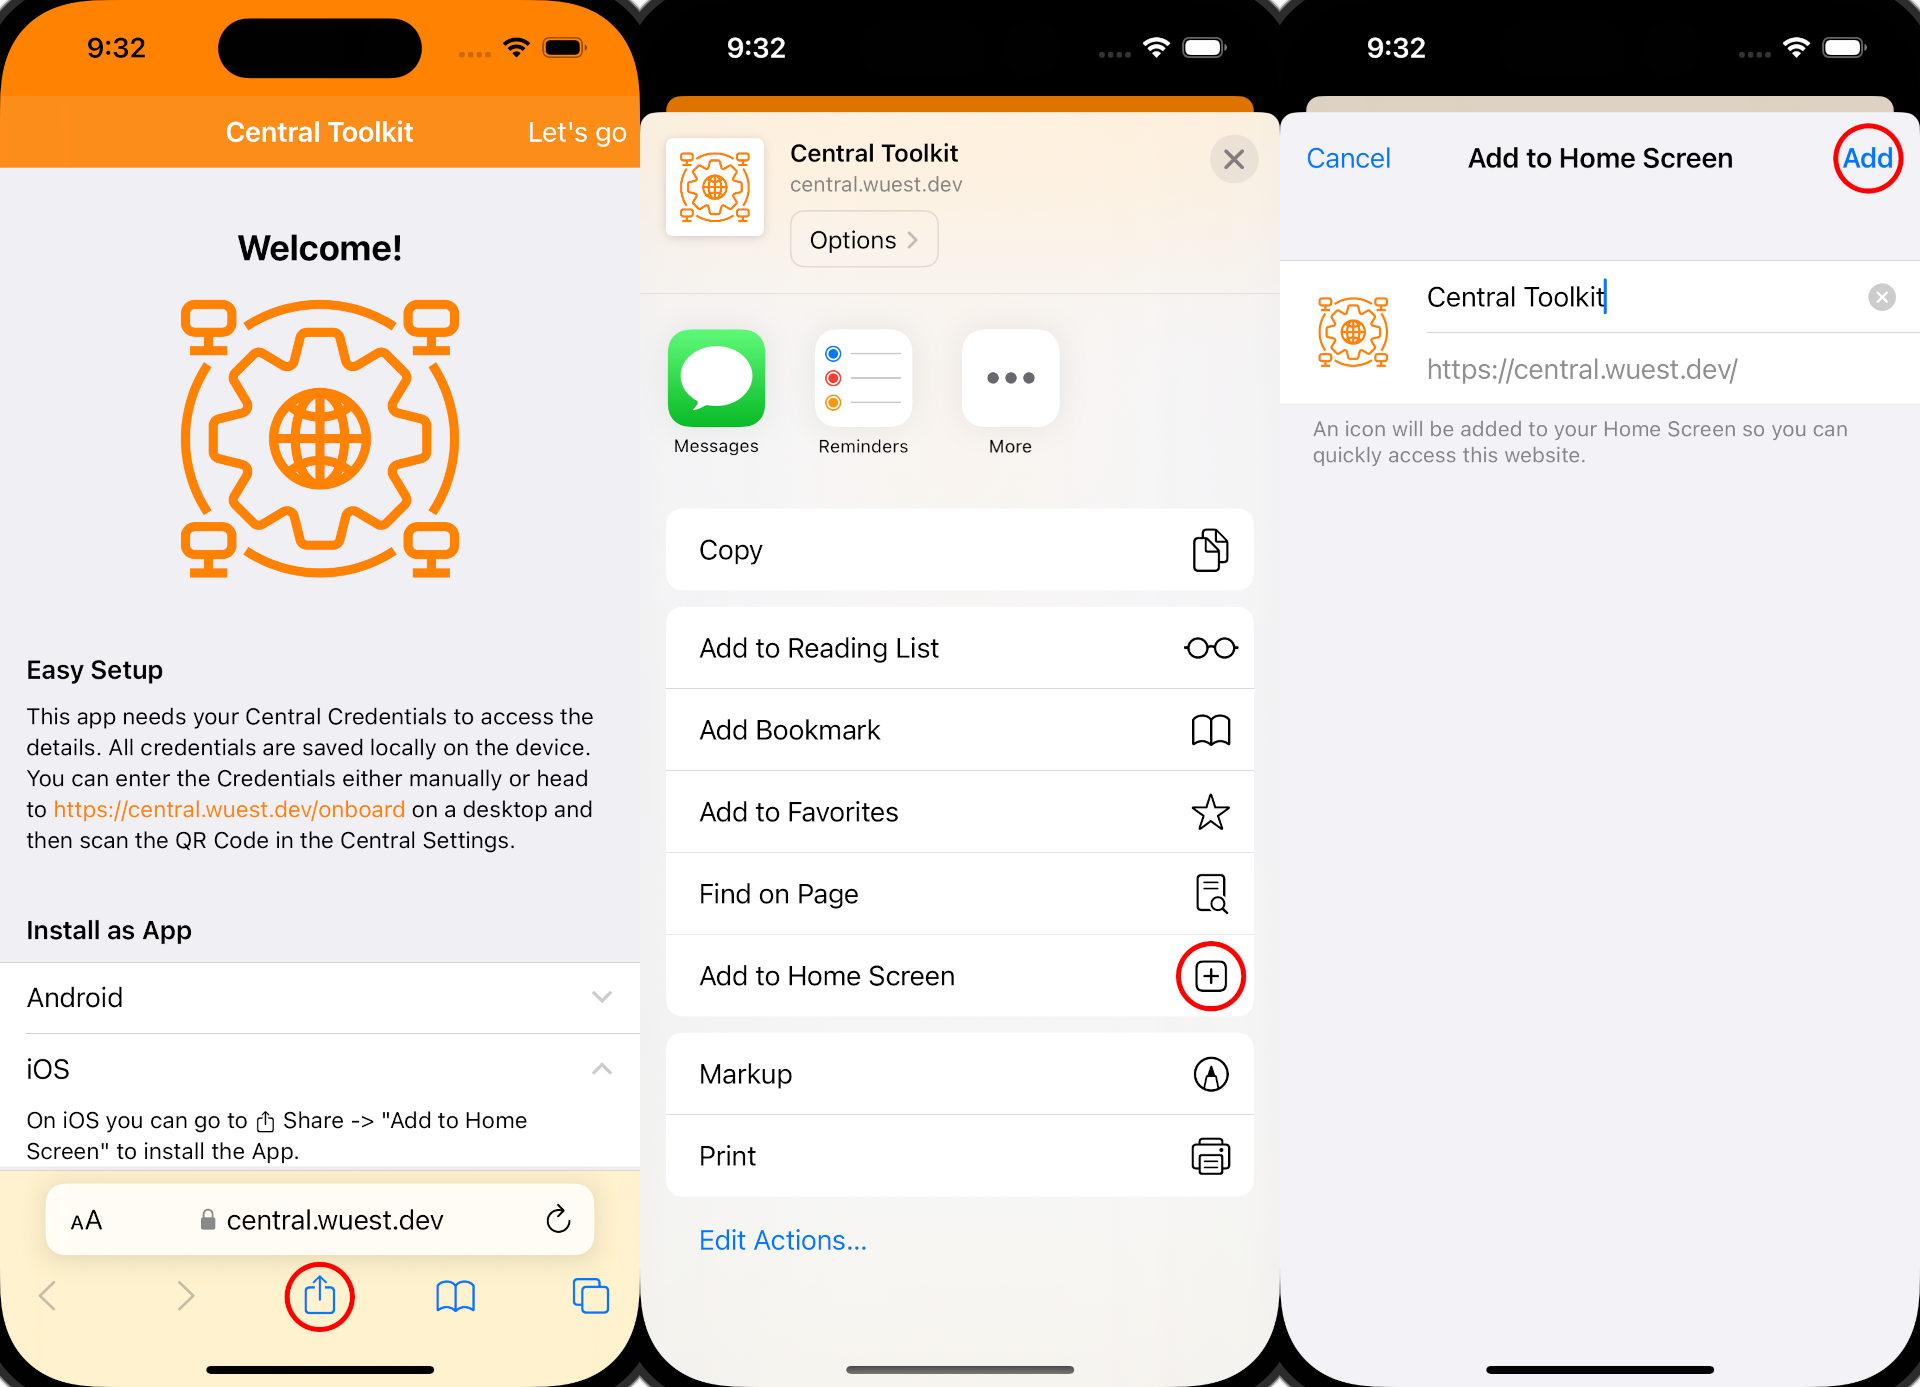 9:32
Central Toolkit
Let's go
Welcome!
Easy Setup
This app needs your Central Credentials to access the
details. All credentials are saved locally on the device.
You can enter the Credentials either manually or head
to https://central.wuest.dev/onboard on a desktop and
then scan the QR Code in the Central Settings.
Install as App
Android
iOS
On iOS you can go to Share -> "Add to Home
Screen" to install the App.
AA
central.wuest.dev
9:32
Central Toolkit
central.wuest.dev
Options
Messages
Reminders
More
Copy
Add to Reading List
Add Bookmark
Add to Favorites
Find on Page
Add to Home Screen
Markup
Print
Edit Actions...
9:32
Cancel
Add to Home Screen
Add
Central Toolkit
https://central.wuest.dev/
An icon will be added to your Home Screen so you can
quickly access this website.